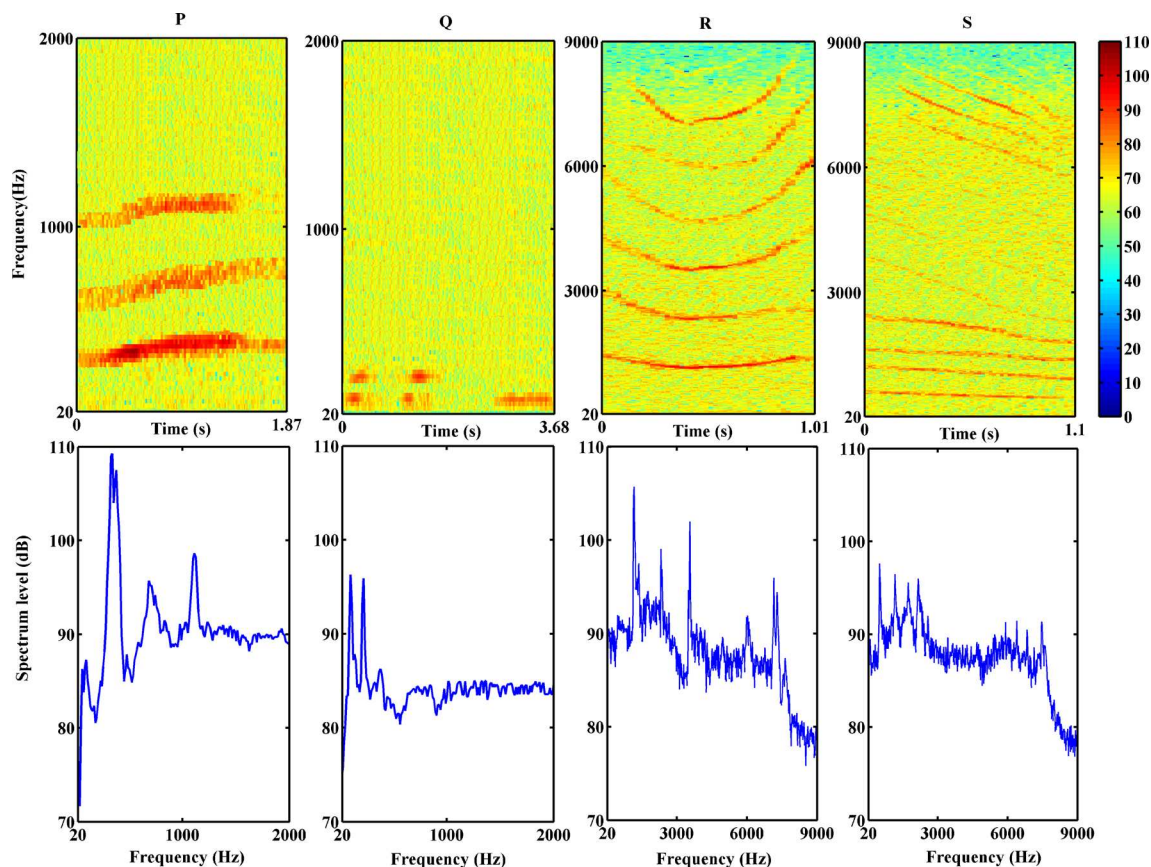 P Q R S
2000 2000 9000 9000 110
100
90
80
6000 6000 70
Frequency(Hz) 1000 1000 60
50
3000 3000 40
30
20
10
20 20 20 20 0
0 Time (s) 1.87 0 Time (s) 3.68 0 Time (s) 1.01 0 Time (s) 1.1
110 110 110 110
100 100 100 100
Spectrum level (dB) 90 90 90 90
80 80 80 80
70 70 70 70
20 1000 2000 20 1000 2000 20 3000 6000 9000 20 3000 6000 9000
Frequency (Hz) Frequency (Hz) Frequency (Hz) Frequency (Hz)